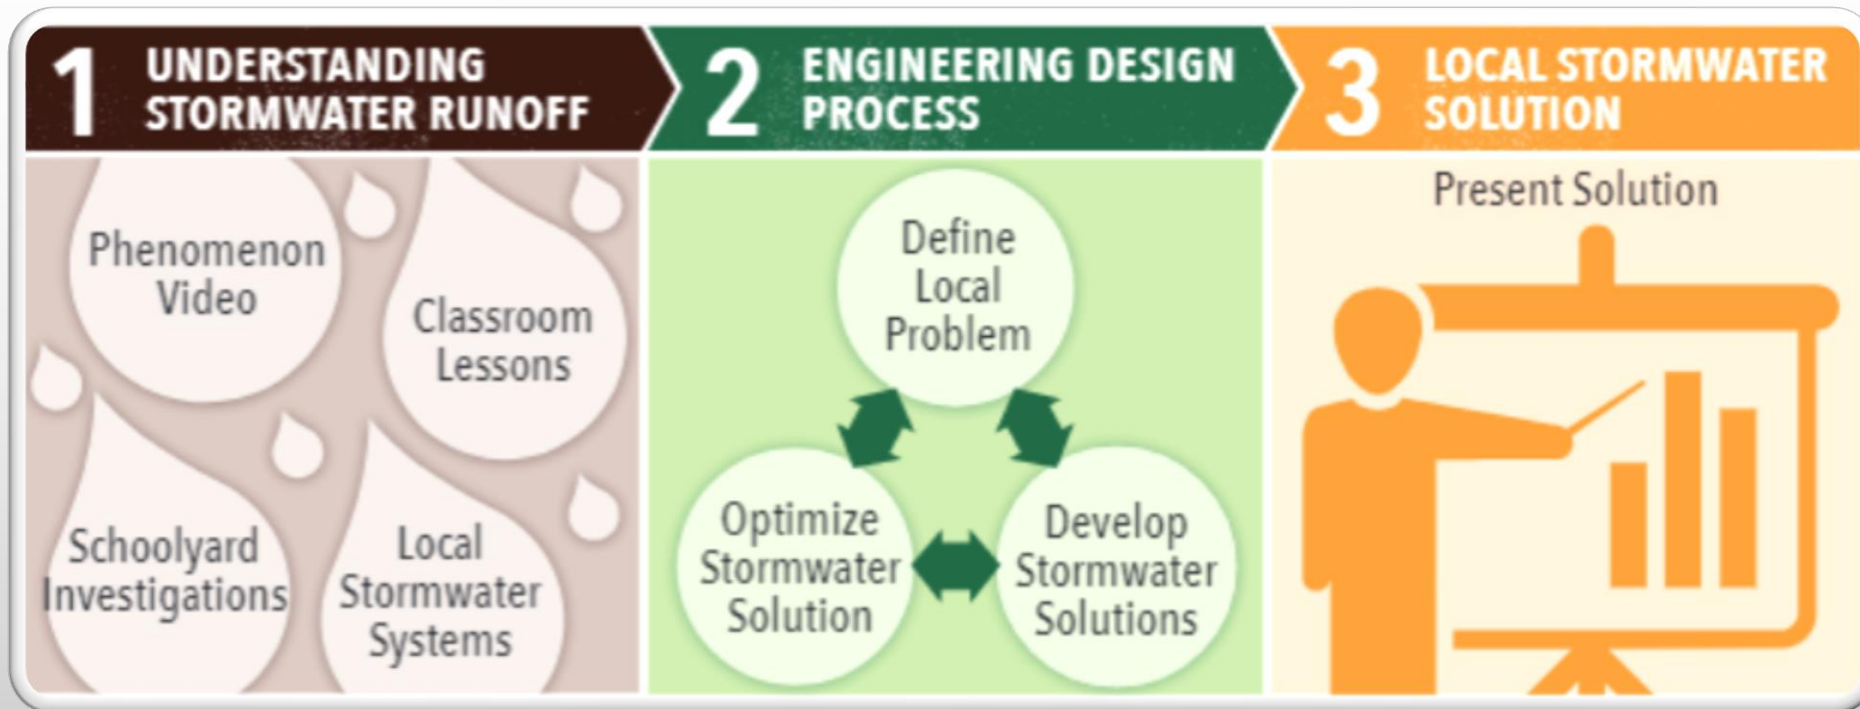 1
UNDERSTANDING
STORMWATER RUNOFF
2
ENGINEERING DESIGN
PROCESS
3
LOCAL STORMWATER
SOLUTION
Phenomenon
Video
Classroom
Lessons
Schoolyard
Investigations
Local
Stormwater
Systems
Define
Local
Problem
Optimize
Stormwater
Solution
Develop
Stormwater
Solutions
Present Solution